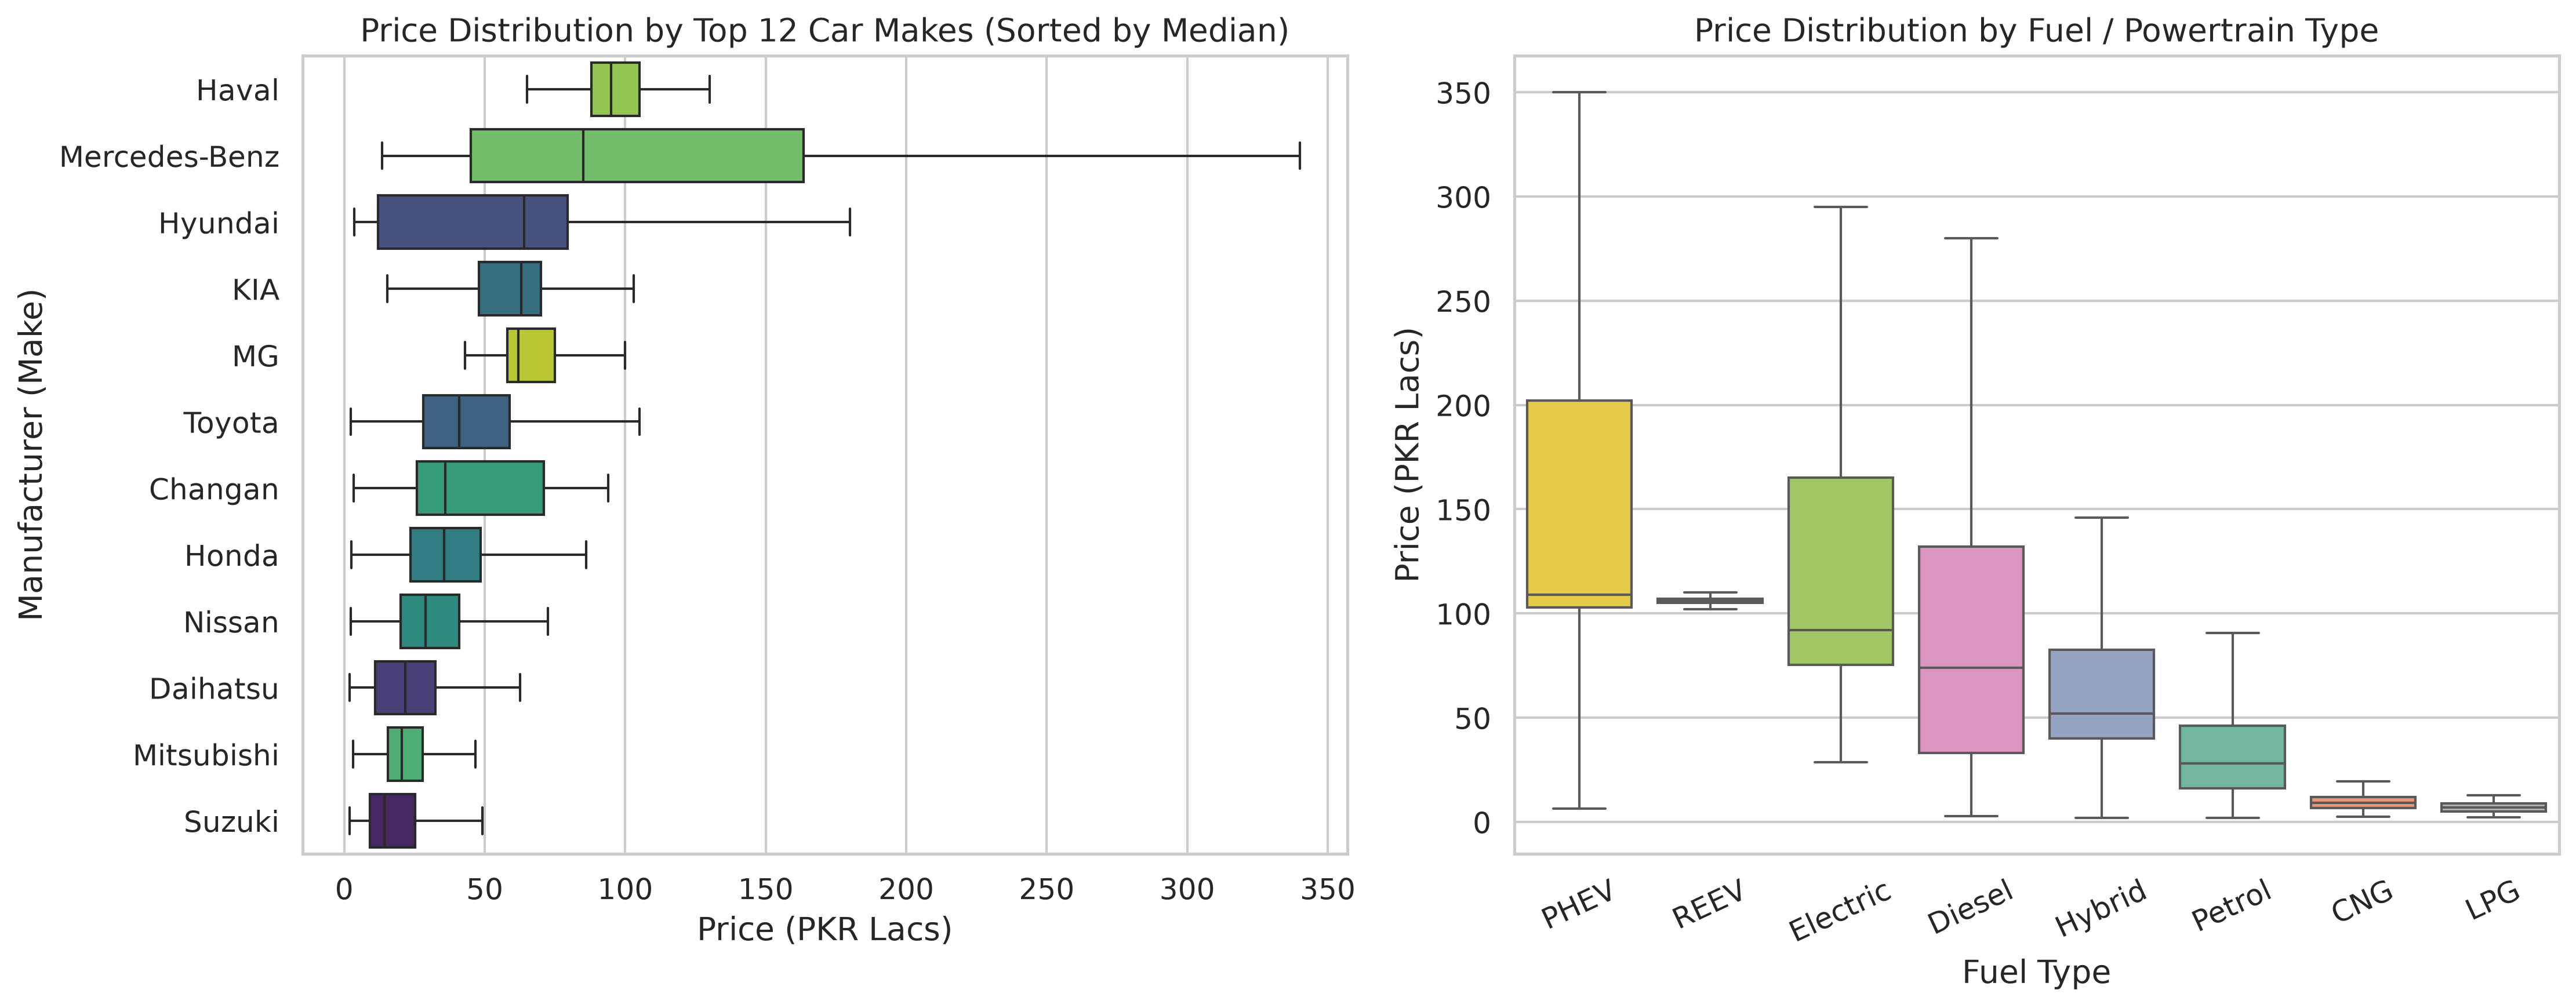 Price Distribution by Top 12 Car Makes (Sorted by Median)
Manufacturer (Make)
Haval
Mercedes-Benz
Hyundai
KIA
MG
Toyota
Changan
Honda
Nissan
Daihatsu
Mitsubishi
Suzuki
0 50 100 150 200 250 300 350
Price (PKR Lacs)
Price Distribution by Fuel / Powertrain Type
Price (PKR Lacs)
350
300
250
200
150
100
50
0
PHEV REEV Electric Diesel Hybrid Petrol CNG LPG
Fuel Type